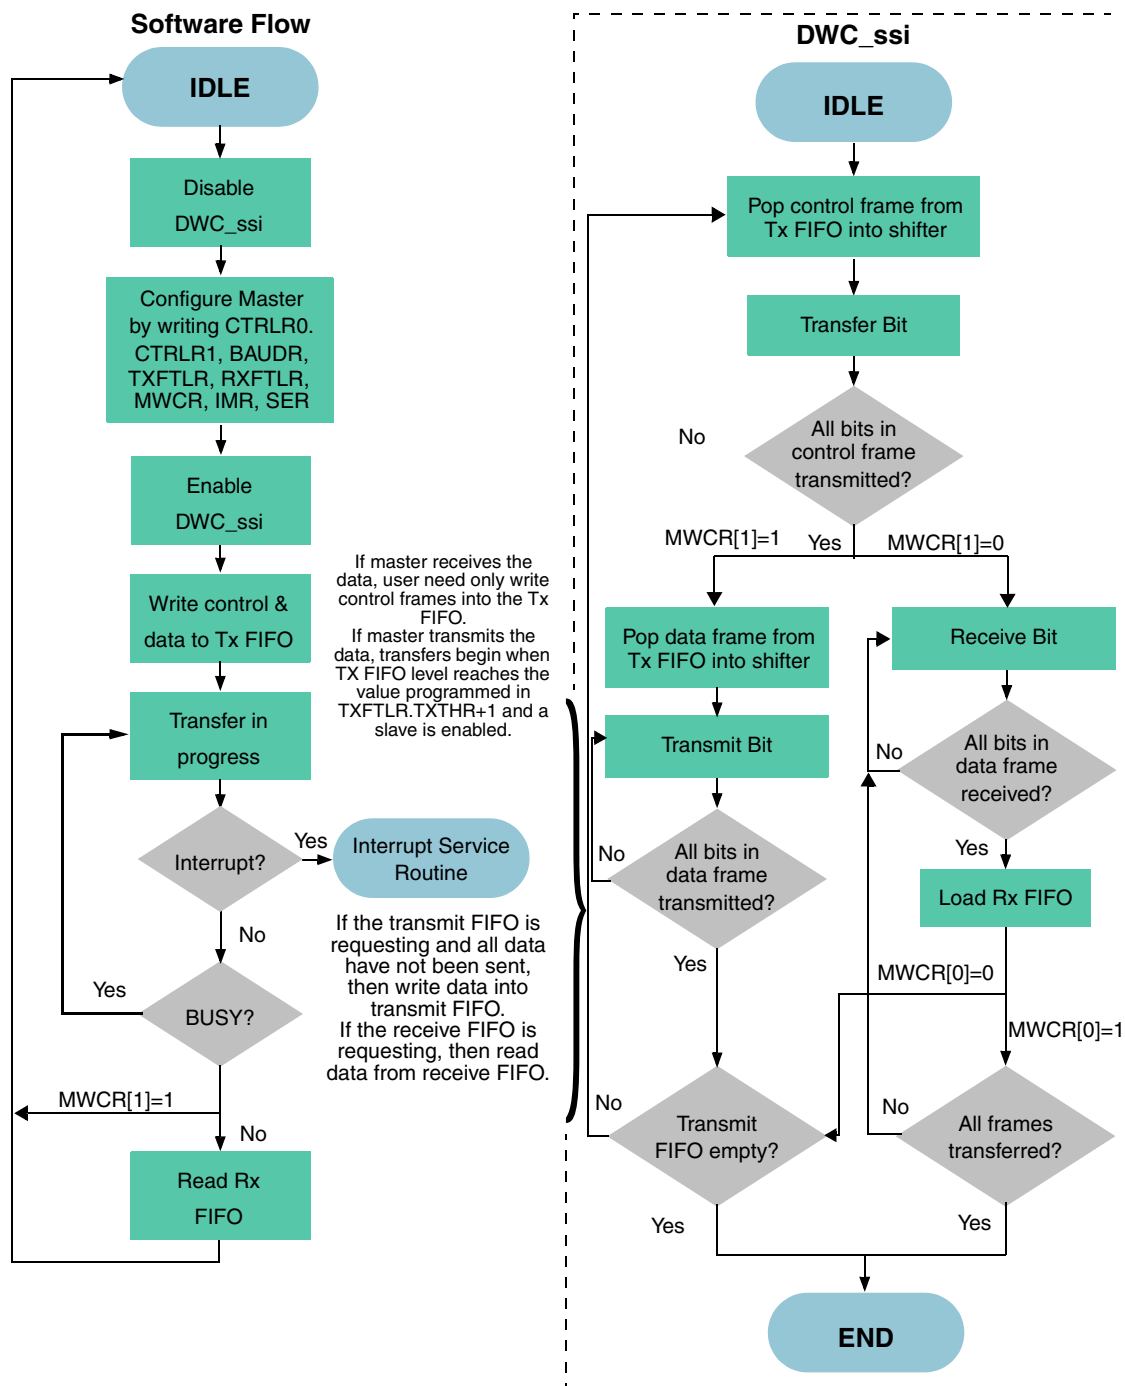 Software Flow
IDLE
Disable
DWC_ssi
Configure Master
by writing CTRLR0.
CTRLR1, BAUDR,
TXFTLR, RXFTLR,
MWCR, IMR, SER
Enable
DWC_ssi
Write control &
data to Tx FIFO
If master receives the
data, user need only write
control frames into the Tx
FIFO.
If master transmits the
data, transfers begin when
TX FIFO level reaches the
value programmed in
TXFTLR.TXTHR+1 and a
slave is enabled.
Transfer in
progress
Interrupt?
Yes
Interrupt Service
Routine
If the transmit FIFO is
requesting and all data
have not been sent,
then write data into
transmit FIFO.
If the receive FIFO is
requesting, then read
data from receive FIFO.
No
Yes
BUSY?
MWCR[1]=1
No
Read Rx
FIFO
DWC_ssi
IDLE
Pop control frame from
Tx FIFO into shifter
Transfer Bit
No
All bits in
control frame
transmitted?
MWCR[1]=1
Yes
MWCR[1]=0
Pop data frame from
Tx FIFO into shifter
Transmit Bit
No
All bits in
data frame
transmitted?
Yes
Receive Bit
No
All bits in
data frame
received?
Yes
Load Rx FIFO
MWCR[0]=0
MWCR[0]=1
No
Transmit
FIFO empty?
Yes
No
All frames
transferred?
Yes
END